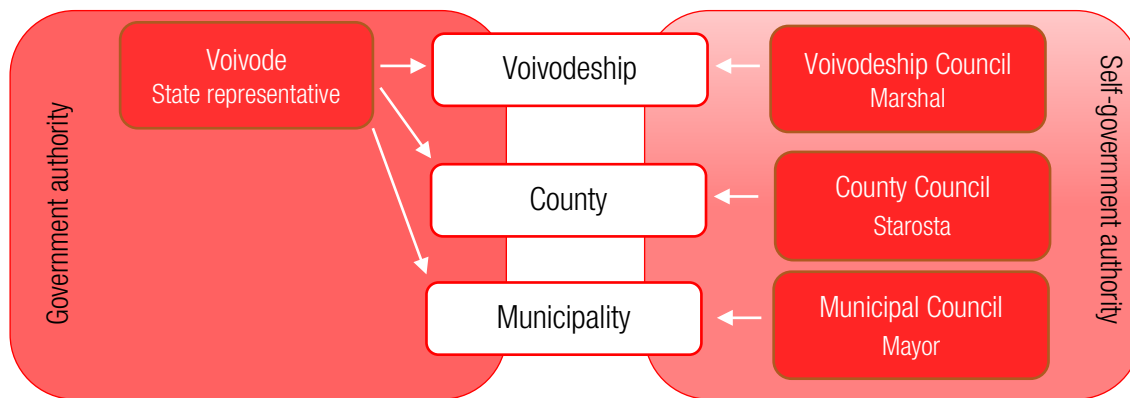 Government authority
Voivode
State representative
Voivodeship
County
Municipality
Voivodeship Council
Marshal
County Council
Starosta
Municipal Council
Mayor
Self-government authority